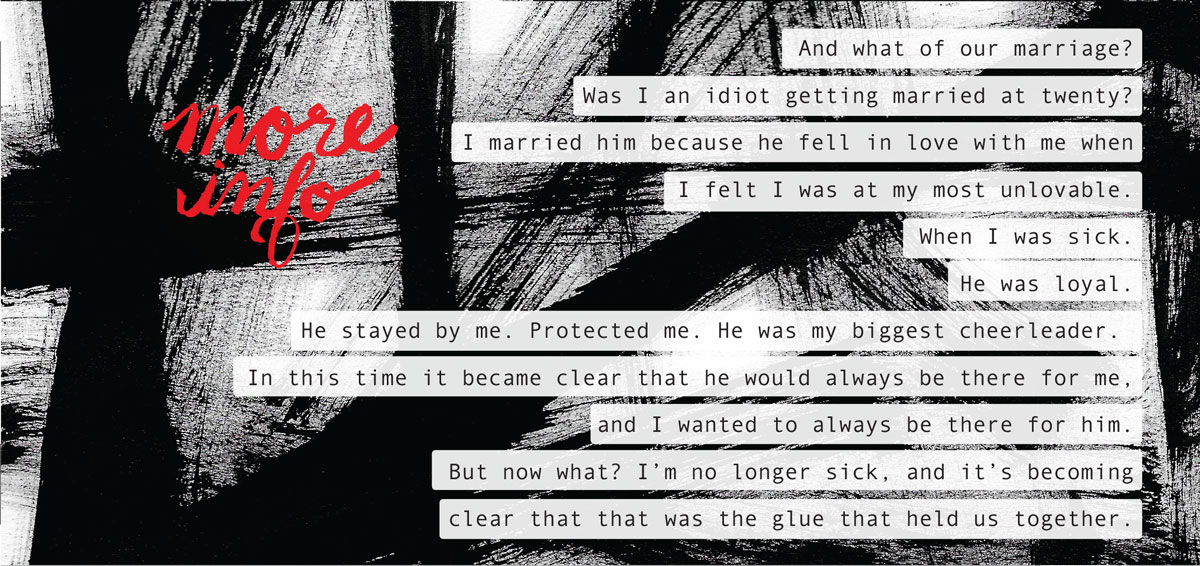 more
info
And what of our marriage?
Was I an idiot getting married at twenty?
I married him because he fell in love with me when
I felt I was at my most unlovable.
When I was sick.
He was loyal.
He stayed by me. Protected me. He was my biggest cheerleader.
In this time it became clear that he would always be there for me,
and I wanted to always be there for him.
But now what? I’m no longer sick, and it’s becoming
clear that that was the glue that held us together.